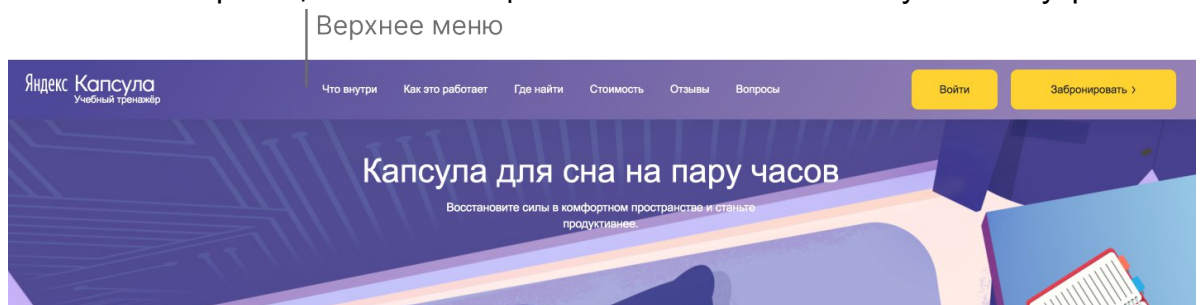 Верхнее меню
Яндекс Капсула
Учебный тренажёр
Что внутри Как это работает Где найти Стоимость Отзывы Вопросы Войти Забронировать >
Капсула для сна на пару часов
Восстановите силы в комфортном пространстве и станьте
продуктивнее.